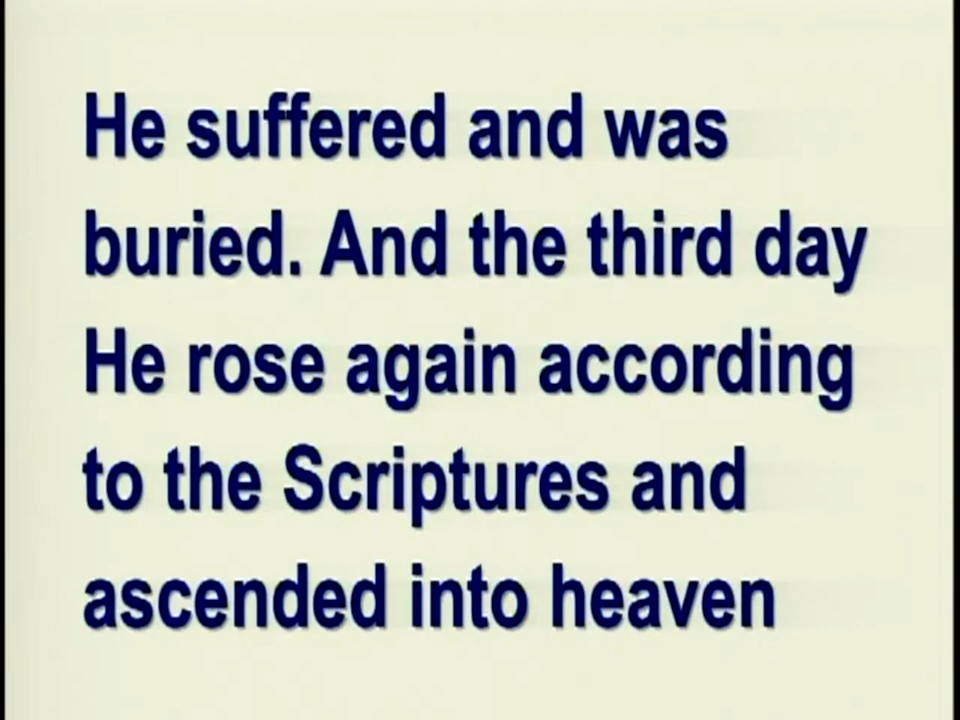 He suffered and was
buried. And the third day
He rose again according
to the Scriptures and
ascended into heaven